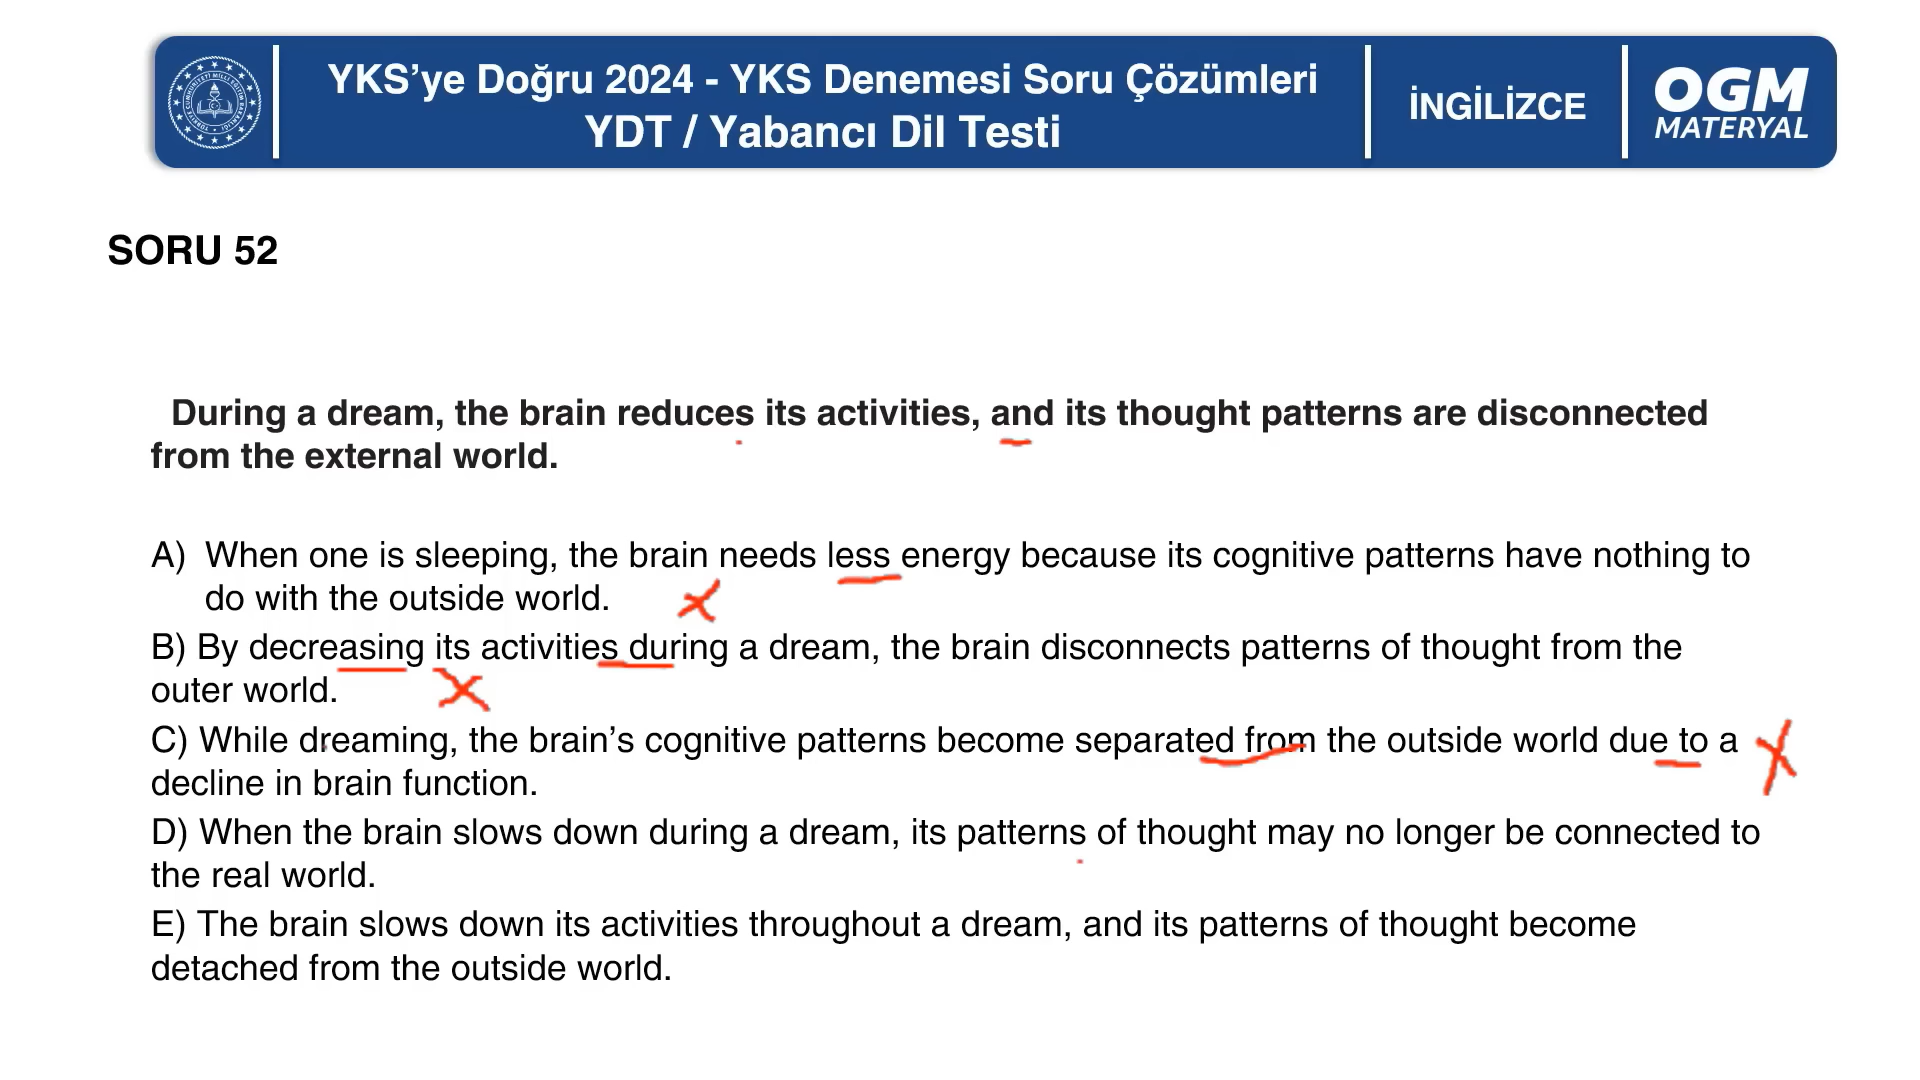 YKS'ye Doğru 2024 - YKS Denemesi Soru Çözümleri
YDT / Yabancı Dil Testi
İNGİLİZCE
OGM
MATERYAL
SORU 52
During a dream, the brain reduces its activities, and its thought patterns are disconnected
from the external world.
A) When one is sleeping, the brain needs less energy because its cognitive patterns have nothing to
do with the outside world.
B) By decreasing its activities during a dream, the brain disconnects patterns of thought from the
outer world.
C) While dreaming, the brain's cognitive patterns become separated from the outside world due to a
decline in brain function.
D) When the brain slows down during a dream, its patterns of thought may no longer be connected to
the real world.
E) The brain slows down its activities throughout a dream, and its patterns of thought become
detached from the outside world.